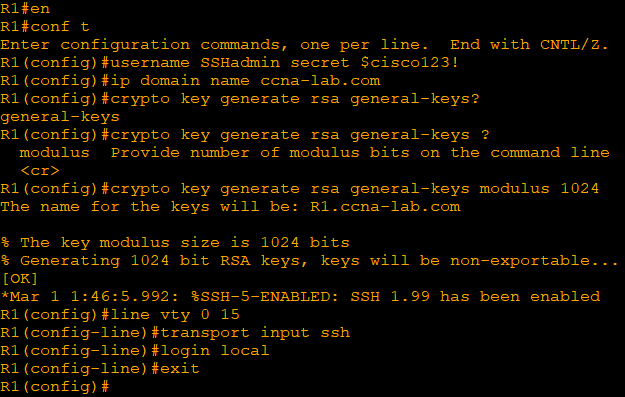 R1#en
R1#conf t
Enter configuration commands, one per line.  End with CNTL/Z.
R1(config)#username SSHadmin secret $cisco123!
R1(config)#ip domain name ccna-lab.com
R1(config)#crypto key generate rsa general-keys?
general-keys
R1(config)#crypto key generate rsa general-keys ?
  modulus  Provide number of modulus bits on the command line
  <cr>
R1(config)#crypto key generate rsa general-keys modulus 1024
The name for the keys will be: R1.ccna-lab.com

% The key modulus size is 1024 bits
% Generating 1024 bit RSA keys, keys will be non-exportable...
[OK]
*Mar 1 1:46:5.992: %SSH-5-ENABLED: SSH 1.99 has been enabled
R1(config)#line vty 0 15
R1(config-line)#transport input ssh
R1(config-line)#login local
R1(config-line)#exit
R1(config)#